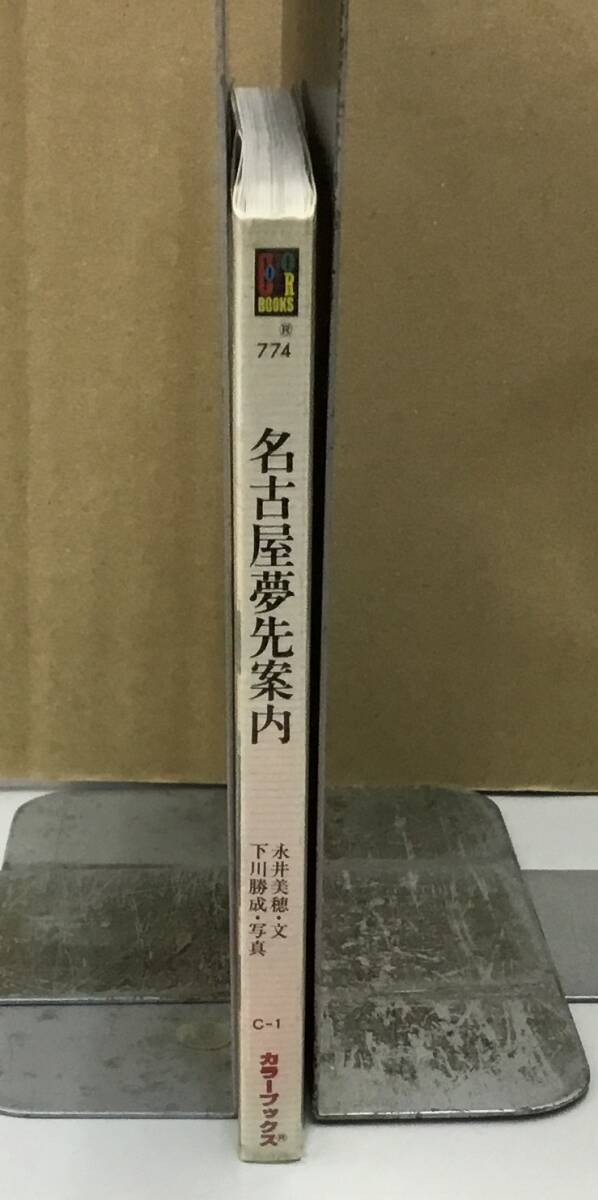 COLOR
BOOKS
®
774
名古屋夢先案内
永井美穂・文
下川勝成・写真
C-1
カラーブックス®